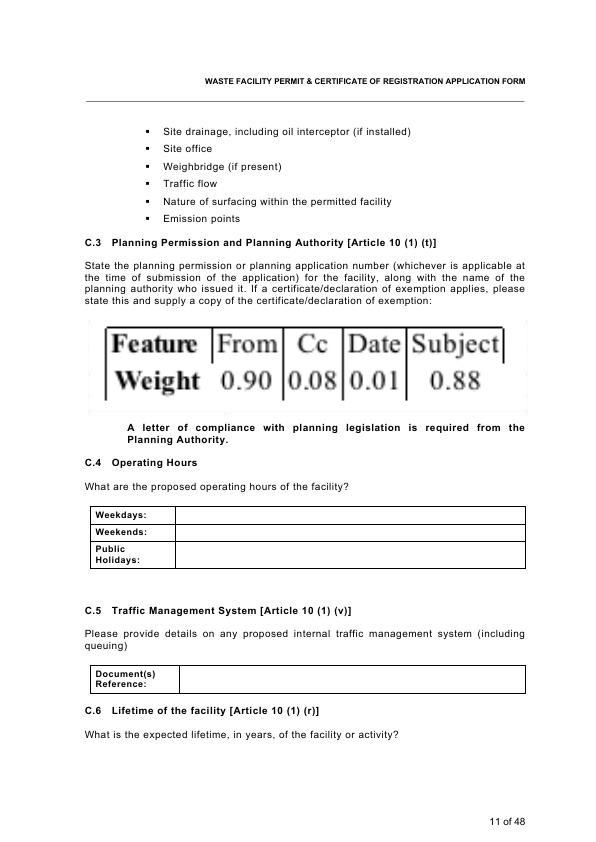 WASTE FACILITY PERMIT & CERTIFICATE OF REGISTRATION APPLICATION FORM
▪ Site drainage, including oil interceptor (if installed)
▪ Site office
▪ Weighbridge (if present)
▪ Traffic flow
▪ Nature of surfacing within the permitted facility
▪ Emission points
C.3 Planning Permission and Planning Authority [Article 10 (1) (t)]
State the planning permission or planning application number (whichever is applicable at
the time of submission of the application) for the facility, along with the name of the
planning authority who issued it. If a certificate/declaration of exemption applies, please
state this and supply a copy of the certificate/declaration of exemption:
Feature From Cc Date Subject
Weight 0.90 0.08 0.01 0.88
A letter of compliance with planning legislation is required from the
Planning Authority.
C.4 Operating Hours
What are the proposed operating hours of the facility?
Weekdays:
Weekends:
Public
Holidays:
C.5 Traffic Management System [Article 10 (1) (v)]
Please provide details on any proposed internal traffic management system (including
queuing)
Document(s)
Reference:
C.6 Lifetime of the facility [Article 10 (1) (r)]
What is the expected lifetime, in years, of the facility or activity?
11 of 48